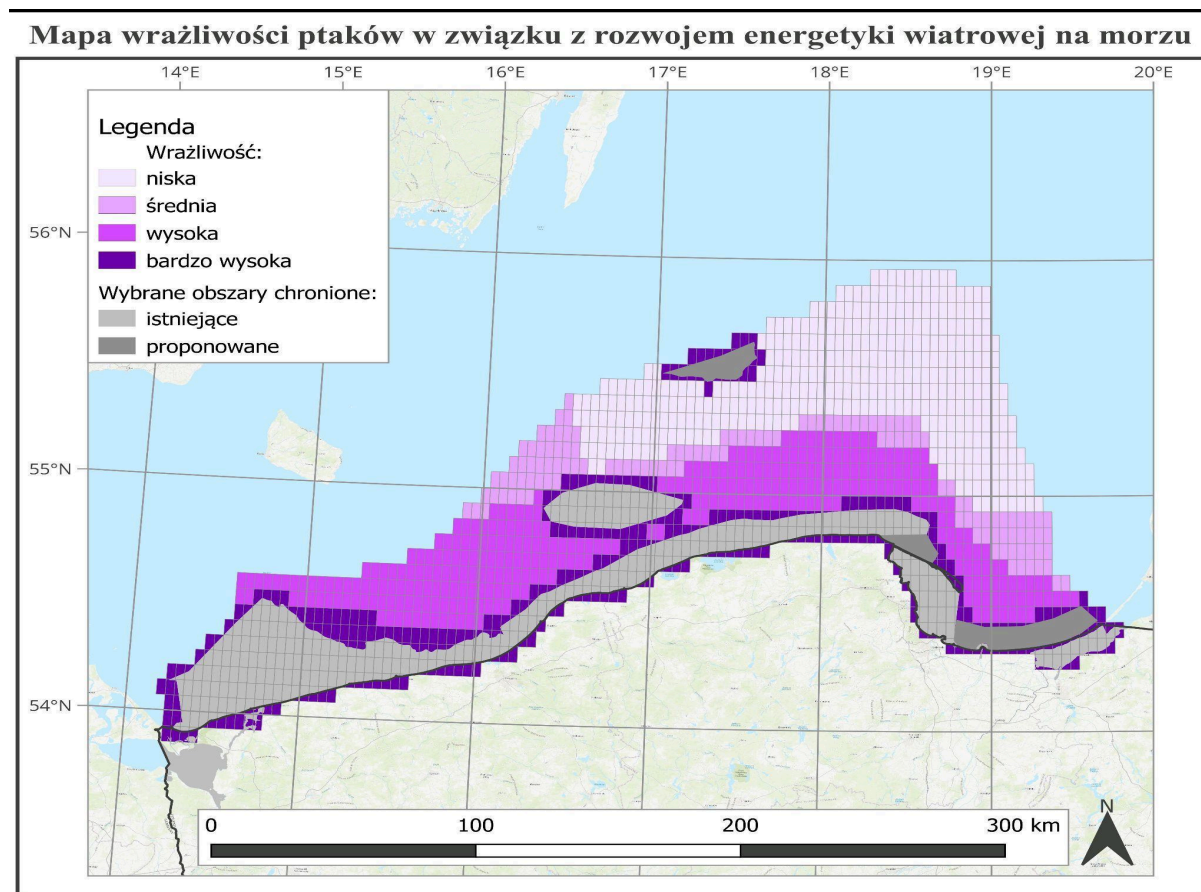 Mapa wrażliwości ptaków w związku z rozwojem energetyki wiatrowej na morzu
14°E 15°E 16°E 17°E 18°E 19°E 20°E
Legenda
Wrażliwość:
niska
średnia
wysoka
bardzo wysoka
Wybrane obszary chronione:
istniejące
proponowane
56°N
55°N
54°N
0 100 200 300 km
N